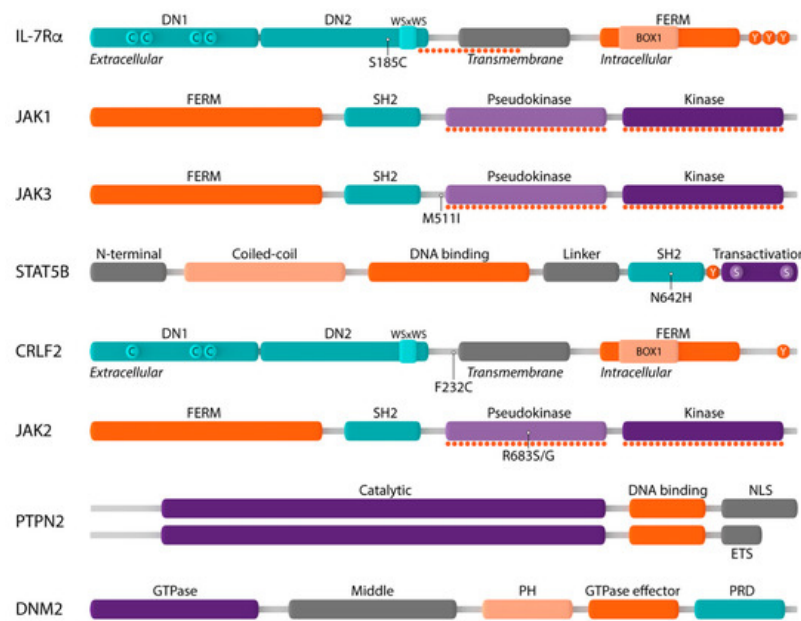 DN1 DN2 WSxWS FERM
IL-7Rα C C C C BOX1 Y Y Y
Extracellular S185C Transmembrane Intracellular
FERM SH2 Pseudokinase Kinase
JAK1
FERM SH2 Pseudokinase Kinase
JAK3
M511I
N-terminal Coiled-coil DNA binding Linker SH2 Transactivation
STAT5B Y S S
N642H
DN1 DN2 WSxWS FERM
CRLF2 C C C BOX1 Y
Extracellular F232C Transmembrane Intracellular
FERM SH2 Pseudokinase Kinase
JAK2
R683S/G
Catalytic DNA binding NLS
PTPN2
ETS
GTPase Middle PH GTPase effector PRD
DNM2